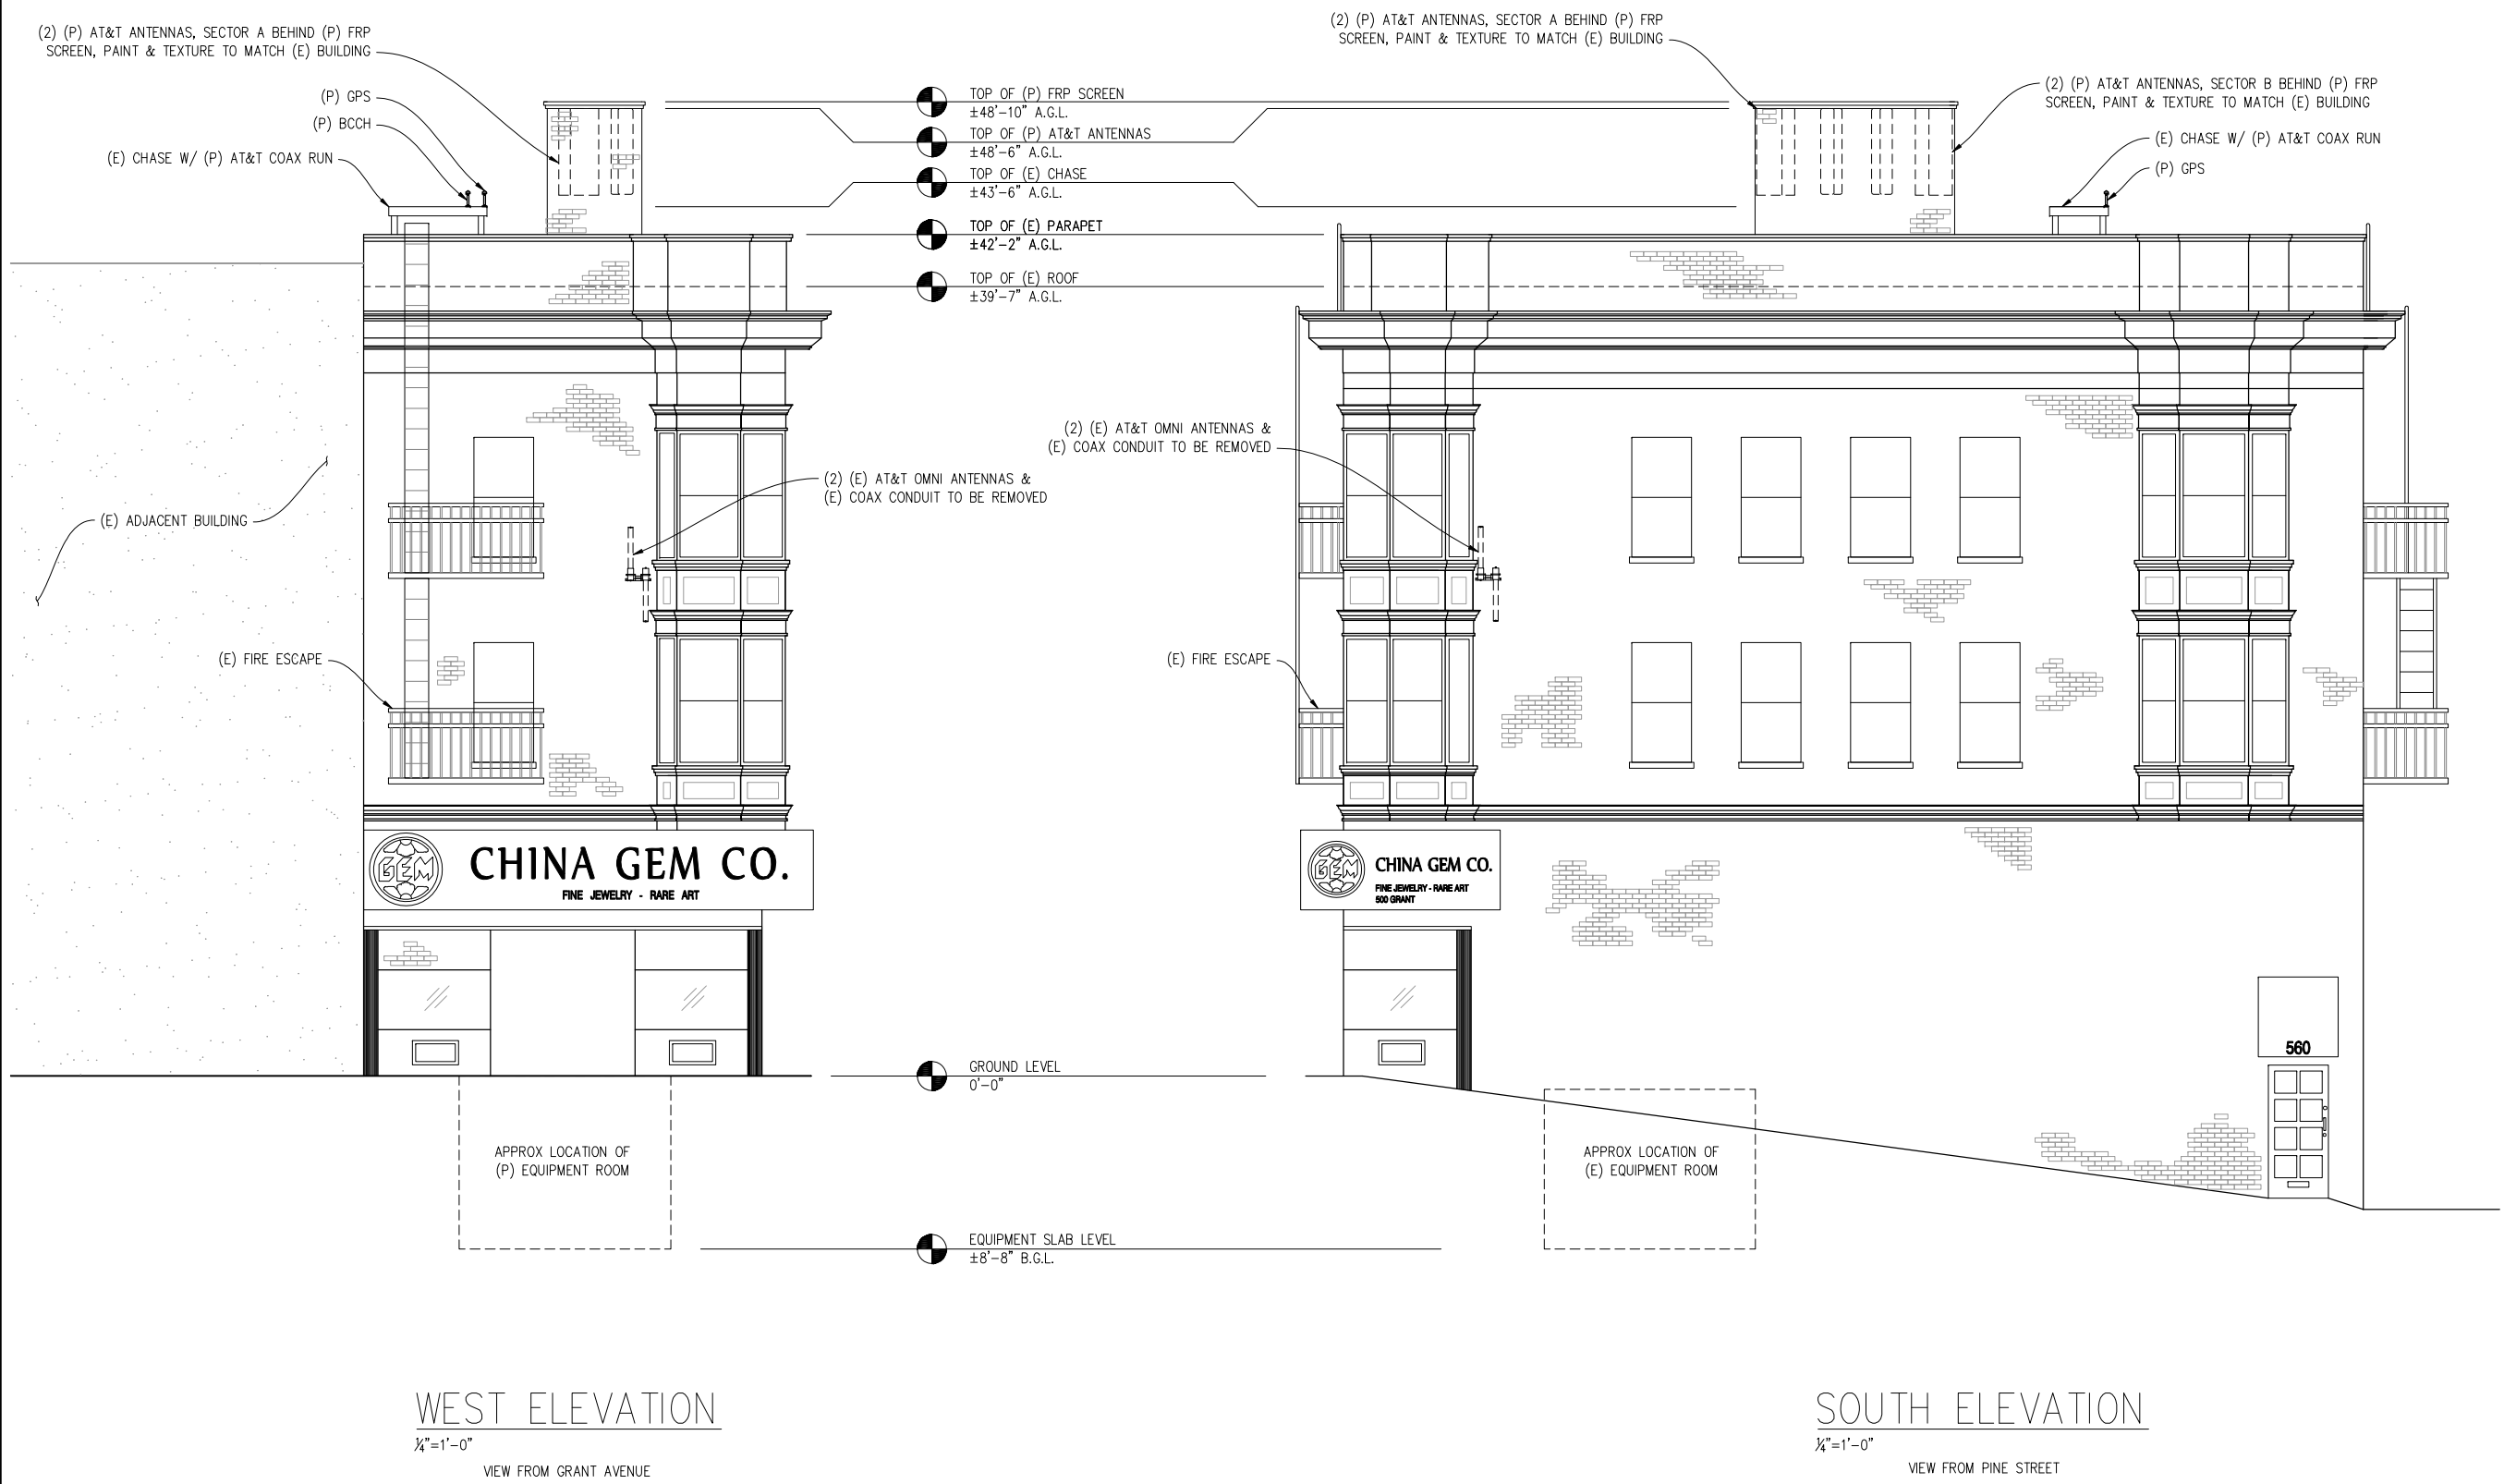 (2) (P) AT&T ANTENNAS, SECTOR A BEHIND (P) FRP
SCREEN, PAINT & TEXTURE TO MATCH (E) BUILDING
(P) GPS
(P) BCCH
(E) CHASE W/ (P) AT&T COAX RUN
(E) ADJACENT BUILDING
(E) FIRE ESCAPE
(2) (E) AT&T OMNI ANTENNAS &
(E) COAX CONDUIT TO BE REMOVED
GEM
CHINA GEM CO.
FINE JEWELRY - RARE ART
APPROX LOCATION OF
(P) EQUIPMENT ROOM
WEST ELEVATION
¼"=1'-0"
VIEW FROM GRANT AVENUE
TOP OF (P) FRP SCREEN
±48'-10" A.G.L.
TOP OF (P) AT&T ANTENNAS
±48'-6" A.G.L.
TOP OF (E) CHASE
±43'-6" A.G.L.
TOP OF (E) PARAPET
±42'-2" A.G.L.
TOP OF (E) ROOF
±39'-7" A.G.L.
GROUND LEVEL
0'-0"
EQUIPMENT SLAB LEVEL
±8'-8" B.G.L.
(2) (P) AT&T ANTENNAS, SECTOR A BEHIND (P) FRP
SCREEN, PAINT & TEXTURE TO MATCH (E) BUILDING
(2) (P) AT&T ANTENNAS, SECTOR B BEHIND (P) FRP
SCREEN, PAINT & TEXTURE TO MATCH (E) BUILDING
(E) CHASE W/ (P) AT&T COAX RUN
(P) GPS
(2) (E) AT&T OMNI ANTENNAS &
(E) COAX CONDUIT TO BE REMOVED
(E) FIRE ESCAPE
GEM
CHINA GEM CO.
FINE JEWELRY - RARE ART
500 GRANT
560
APPROX LOCATION OF
(E) EQUIPMENT ROOM
SOUTH ELEVATION
¼"=1'-0"
VIEW FROM PINE STREET